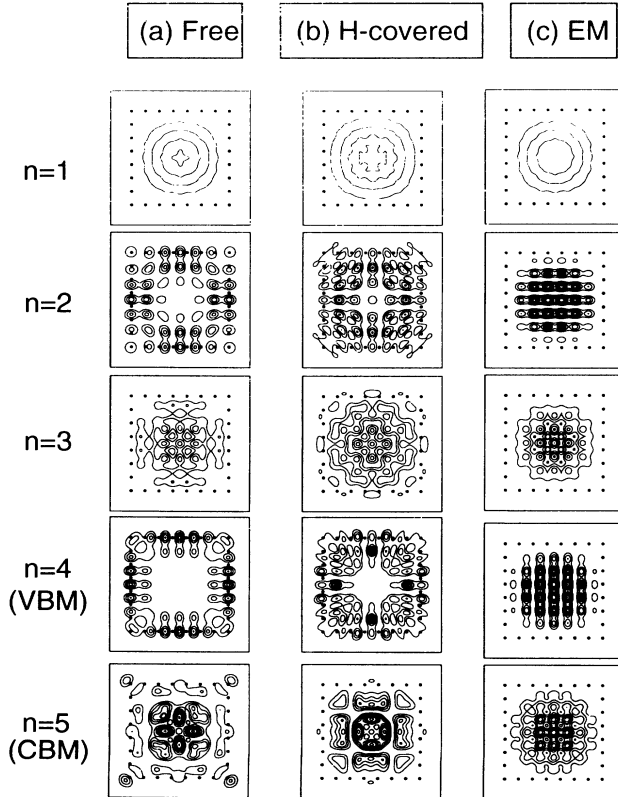 (a) Free
(b) H-covered
(c) EM
n=1
n=2
n=3
n=4
(VBM)
n=5
(CBM)